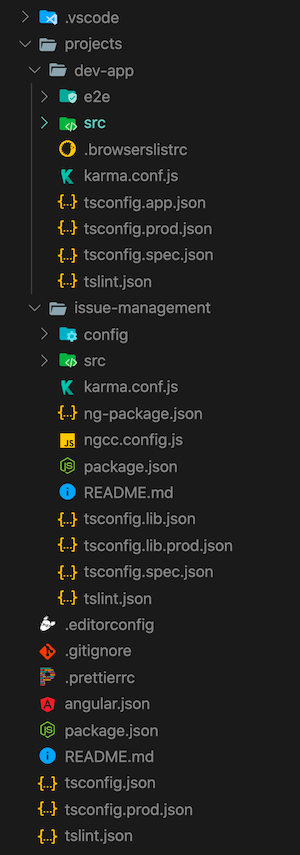 .vscode
projects
dev-app
e2e
src
.browserslistrc
karma.conf.js
tsconfig.app.json
tsconfig.prod.json
tsconfig.spec.json
tslint.json
issue-management
config
src
karma.conf.js
ng-package.json
ngcc.config.js
package.json
README.md
tsconfig.lib.json
tsconfig.lib.prod.json
tsconfig.spec.json
tslint.json
.editorconfig
.gitignore
.prettierrc
angular.json
package.json
README.md
tsconfig.json
tsconfig.prod.json
tslint.json